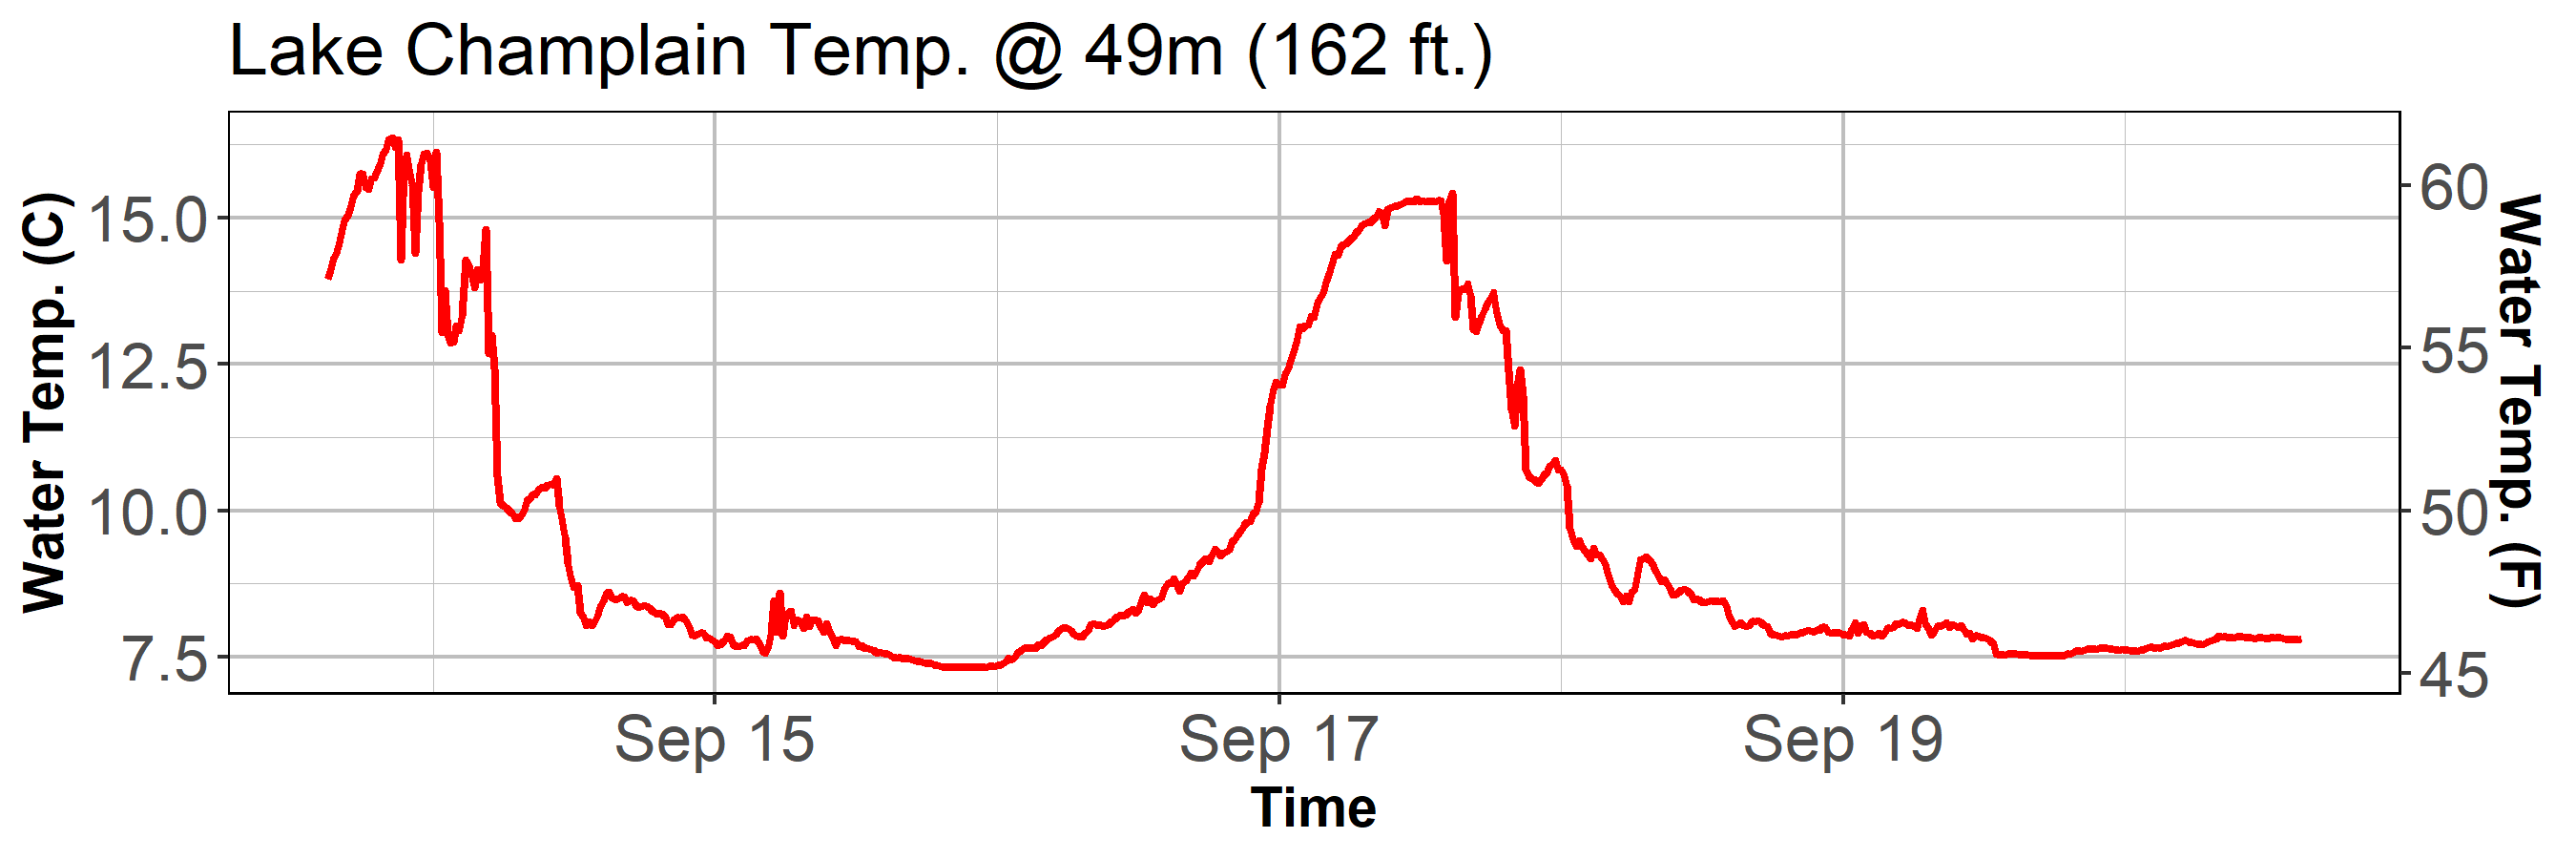 Lake Champlain Temp. @ 49m (162 ft.)
Water Temp. (C)
15.0
12.5
10.0
7.5
60
55
50
45
Water Temp. (F)
Sep 15 Sep 17 Sep 19
Time